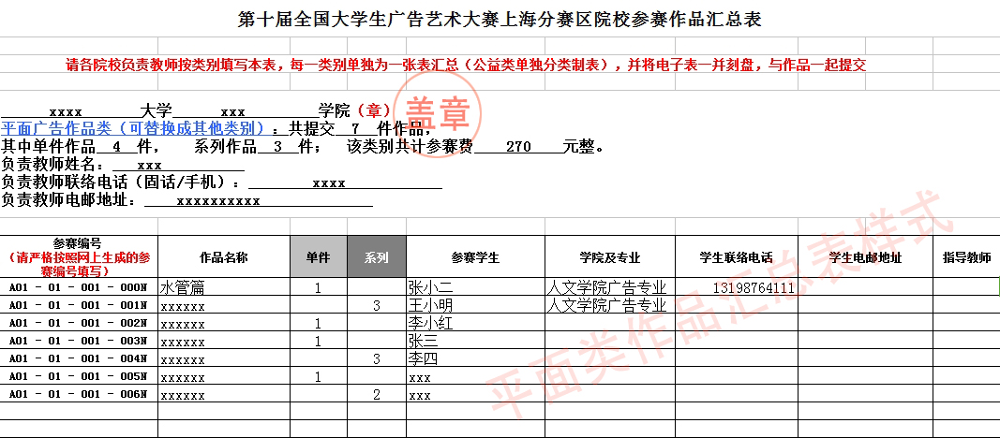 第十届全国大学生广告艺术大赛上海分赛区院校参赛作品汇总表
请各院校负责教师按类别填写本表，每一类别单独为一张表汇总（公益类单独分类制表），并将电子表一并刻盘，与作品一起提交
xxxx 大学 xxx 学院（章）
盖章
平面广告作品类（可替换成其他类别）：共提交 7 件作品，
其中单件作品 4 件， 系列作品 3 件； 该类别共计参赛费 270 元整。
负责教师姓名： xxx
负责教师联络电话（固话/手机）： xxxx
负责教师电邮地址： xxxxxxxxxx
参赛编号（请严格按照网上生成的参赛编号填写） 作品名称 单件 系列 参赛学生 学院及专业 学生联络电话 学生电邮地址 指导教师
A01 - 01 - 001 - 000N 水管篇 1 张小二 人文学院广告专业 13198764111
A01 - 01 - 001 - 001N xxxxxx 3 王小明 人文学院广告专业
A01 - 01 - 001 - 002N xxxxxx 1 李小红
A01 - 01 - 001 - 003N xxxxxx 1 张三
A01 - 01 - 001 - 004N xxxxxx 3 李四
A01 - 01 - 001 - 005N xxxxxx 1 xxx
A01 - 01 - 001 - 006N xxxxxx 2 xxx
平面类作品汇总表样式